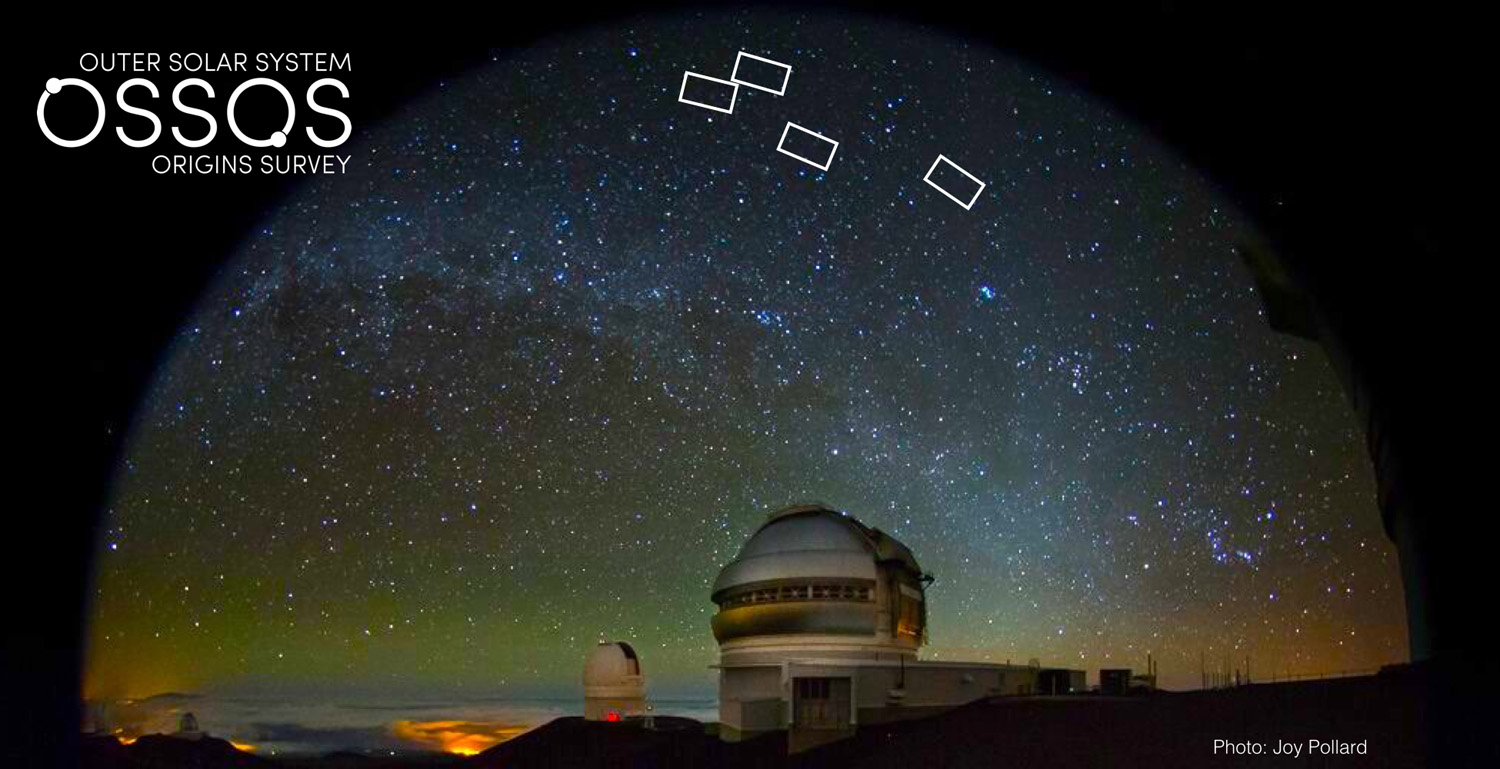 OUTER SOLAR SYSTEM
OSSOS
ORIGINS SURVEY
Photo: Joy Pollard